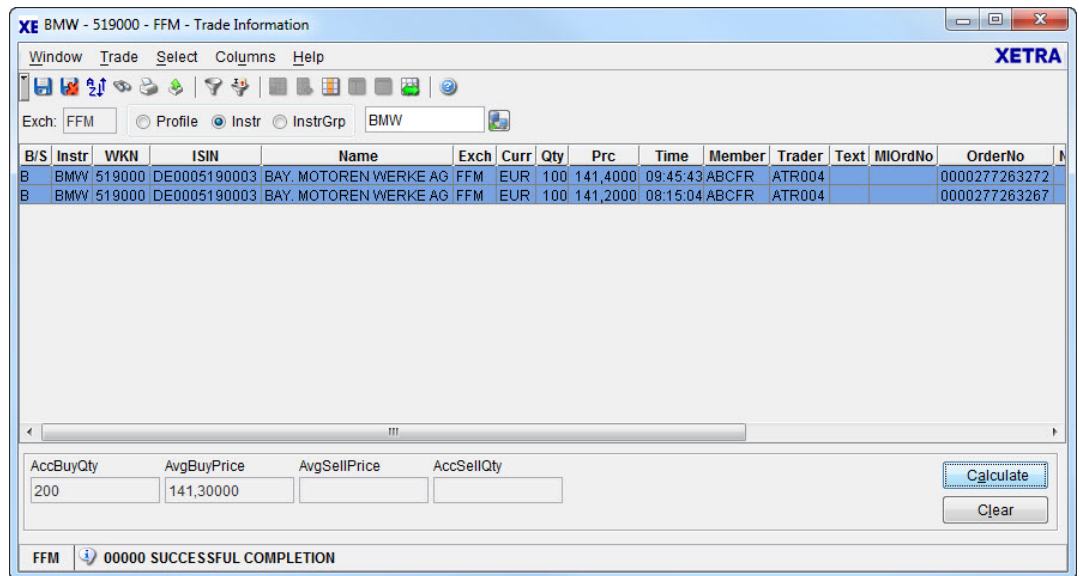 XE BMW - 519000 - FFM - Trade Information
Window Trade Select Columns Help XETRA
Exch: FFM Profile Instr InstrGrp BMW
B/S Instr WKN ISIN Name Exch Curr Qty Prc Time Member Trader Text MIOrdNo OrderNo N
B BMW 519000 DE0005190003 BAY. MOTOREN WERKE AG FFM EUR 100 141,4000 09:45:43 ABCFR ATR004 0000277263272
B BMW 519000 DE0005190003 BAY. MOTOREN WERKE AG FFM EUR 100 141,2000 08:15:04 ABCFR ATR004 0000277263267
AccBuyQty AvgBuyPrice AvgSellPrice AccSellQty
Calculate
200 141,30000
Clear
FFM 00000 SUCCESSFUL COMPLETION